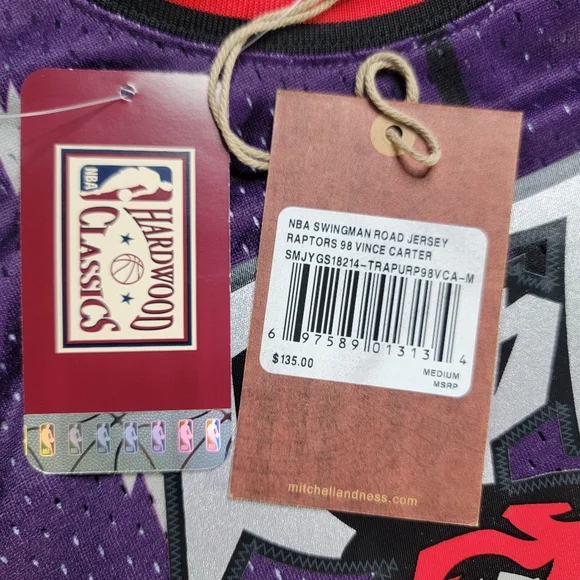 NBA
HARDWOOD
CLASSICS
NBA SWINGMAN ROAD JERSEY
RAPTORS 98 VINCE CARTER
SMJYGS18214-TRAPURP98VCA-M
6 97589 01313 4
$135.00
MEDIUM
MSRP
mitchellandness.com